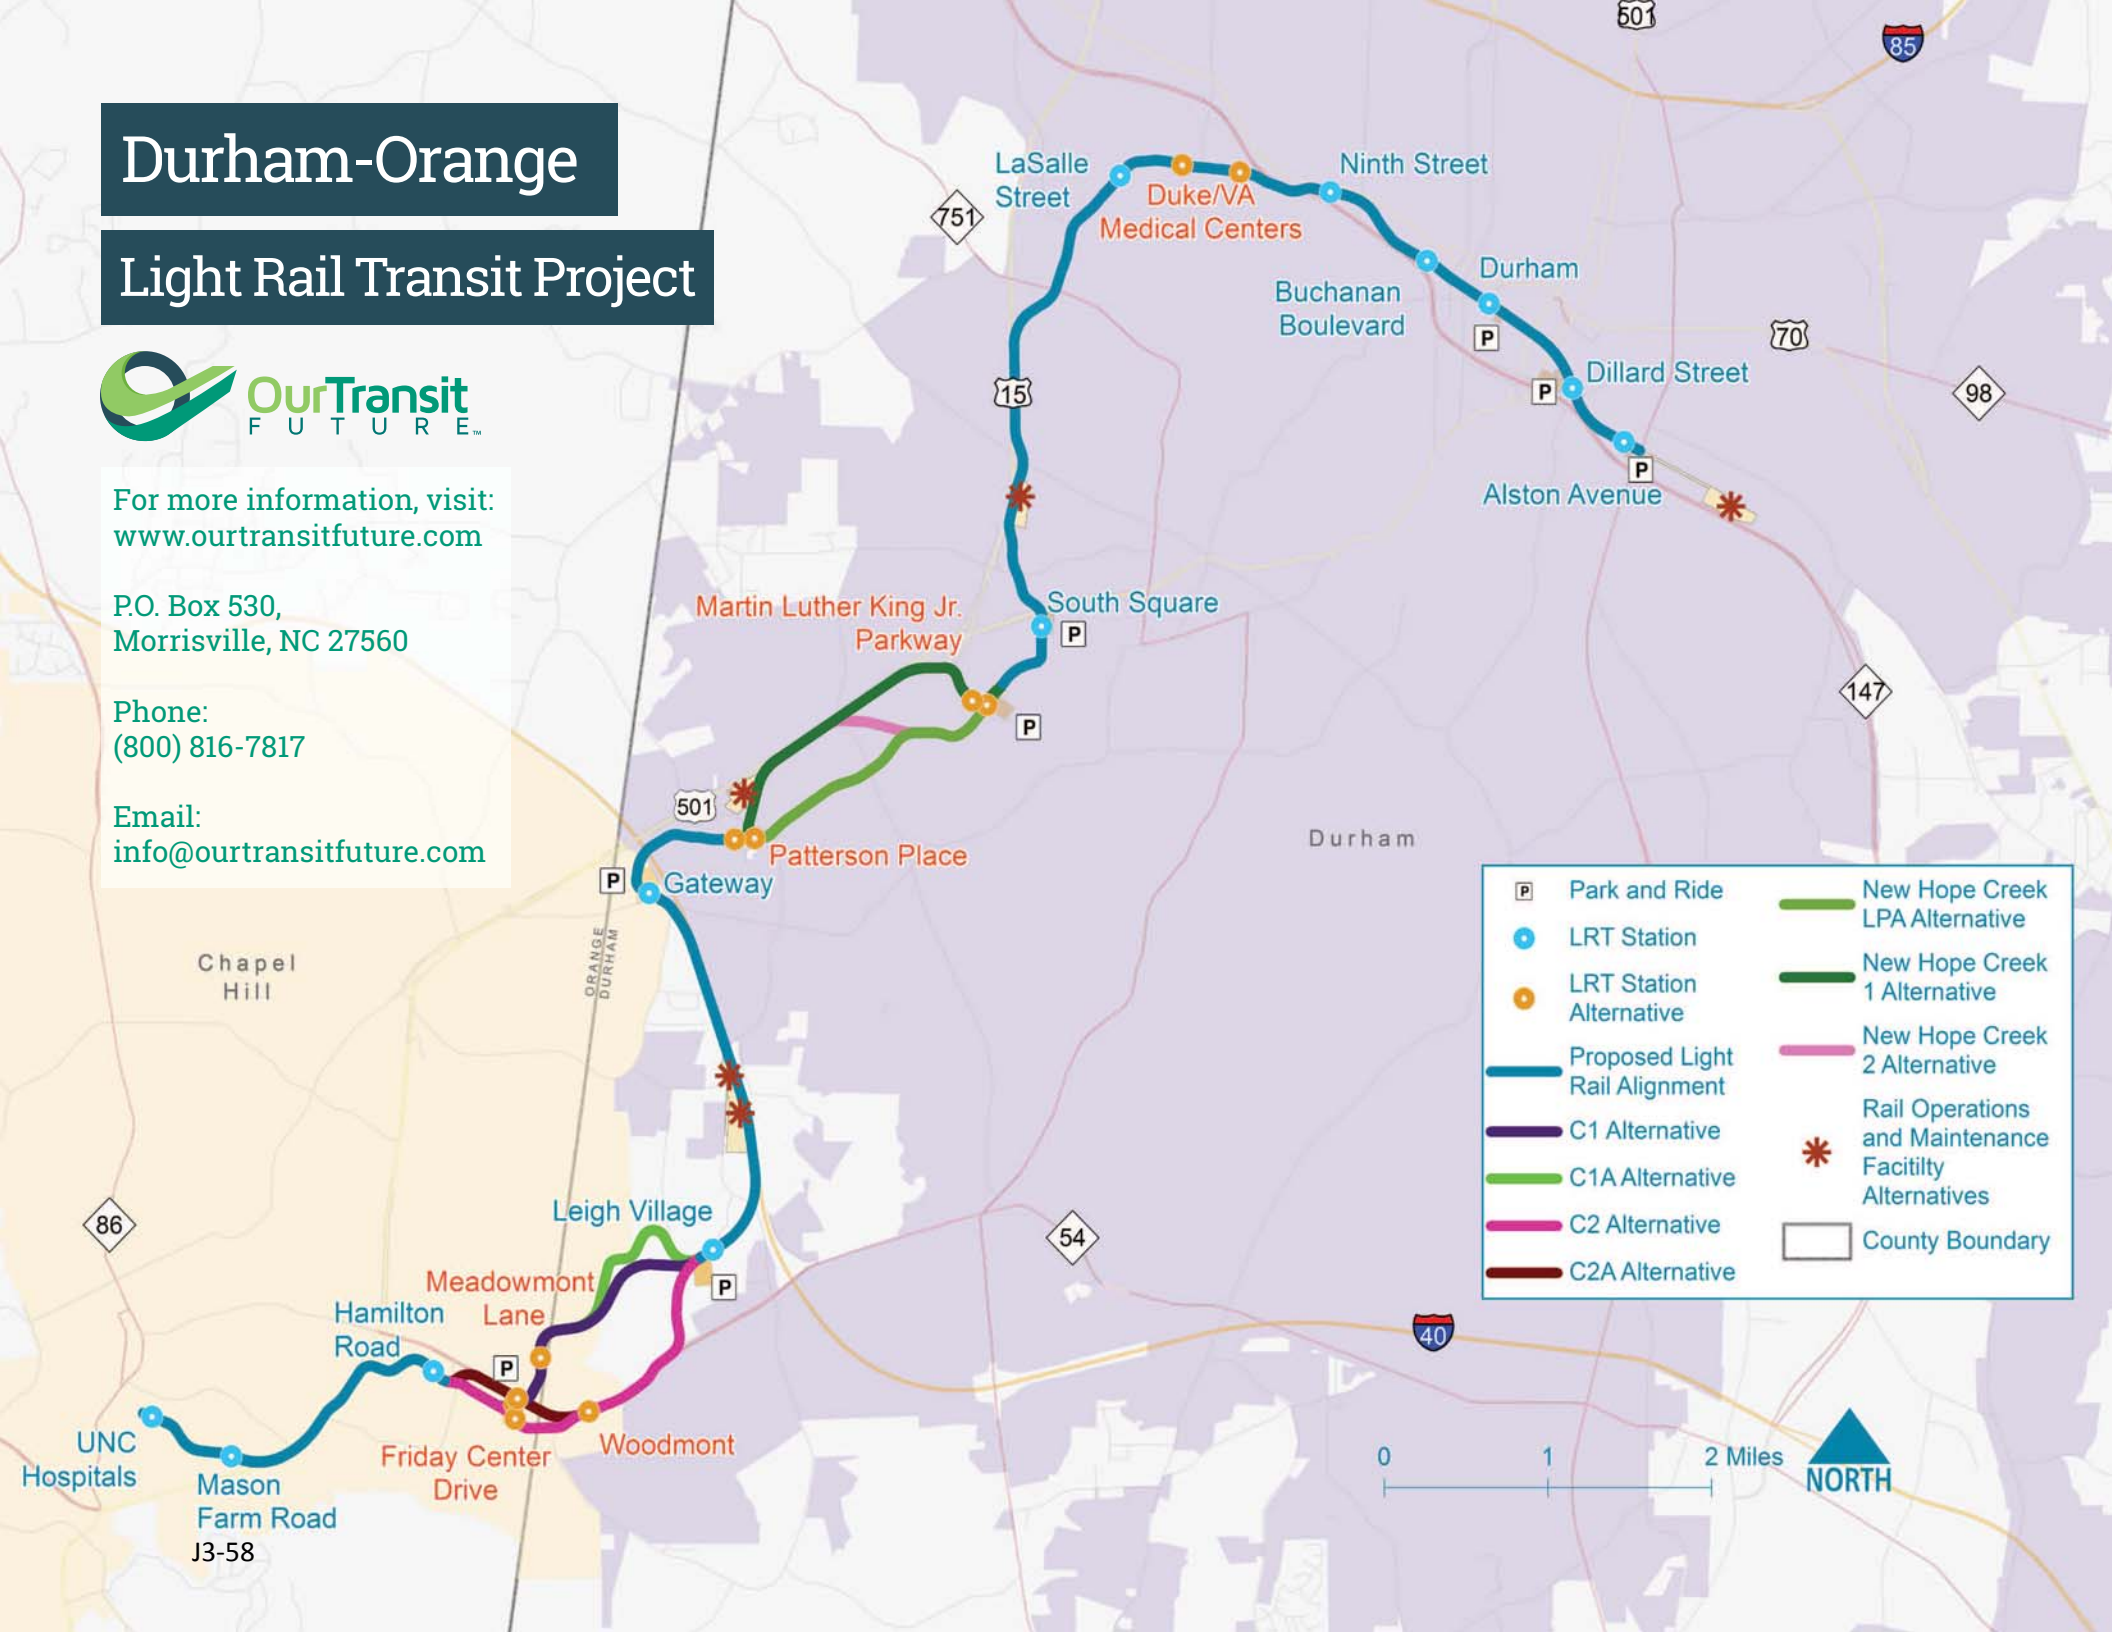 Durham-Orange
Light Rail Transit Project
OurTransit
FUTURE™
For more information, visit:
www.ourtransitfuture.com
P.O. Box 530,
Morrisville, NC 27560
Phone:
(800) 816-7817
Email:
info@ourtransitfuture.com
501
85
LaSalle
Street
Duke/VA
Medical Centers
Ninth Street
751
Buchanan
Boulevard
Durham
70
15
Dillard Street
98
P
P
P
Alston Avenue
Martin Luther King Jr.
Parkway
South Square
P
P
147
501
Patterson Place
P
Gateway
Durham
Chapel
Hill
ORANGE
DURHAM
86
Leigh Village
P
54
40
Meadowmont
Lane
Hamilton
Road
P
UNC
Hospitals
Mason
Farm Road
Friday Center
Drive
Woodmont
P
Park and Ride
LRT Station
LRT Station
Alternative
Proposed Light
Rail Alignment
C1 Alternative
C1A Alternative
C2 Alternative
C2A Alternative
New Hope Creek
LPA Alternative
New Hope Creek
1 Alternative
New Hope Creek
2 Alternative
Rail Operations
and Maintenance
Facitilty
Alternatives
County Boundary
0 1 2 Miles
NORTH
J3-58